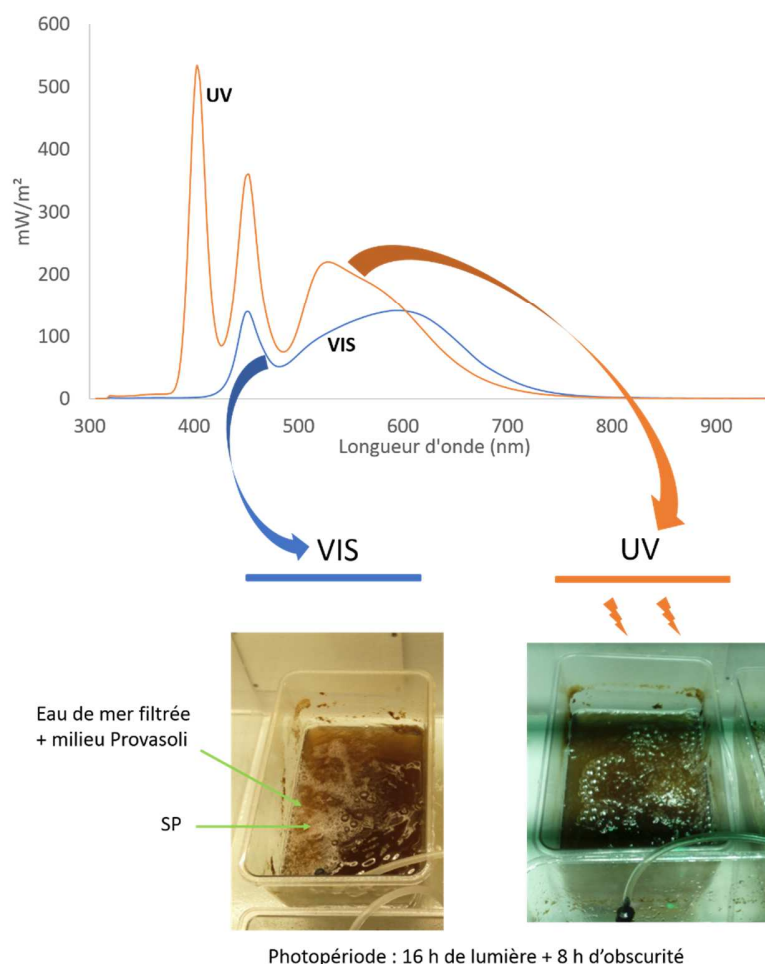 600
500
UV
400
mW/m²
300
200
VIS
100
0
300 400 500 600 700 800 900
Longueur d'onde (nm)
VIS
UV
Eau de mer filtrée
+ milieu Provasoli
SP
Photopériode : 16 h de lumière + 8 h d'obscurité